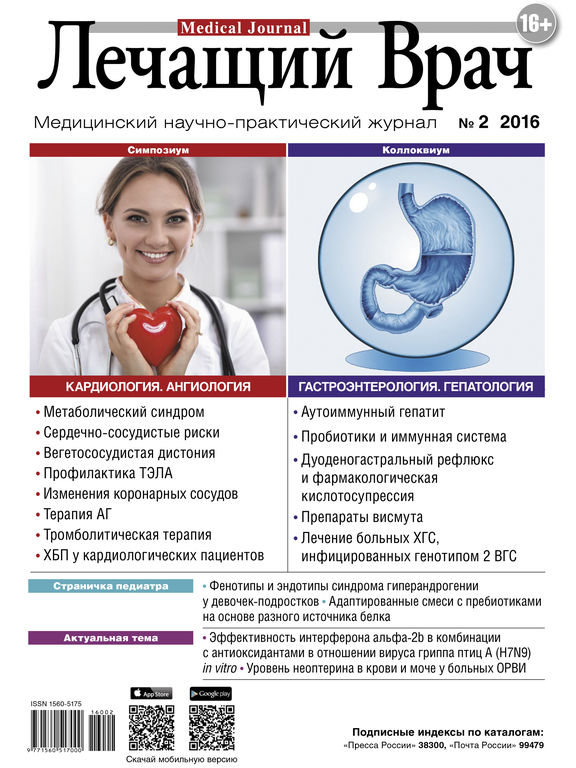 Medical Journal
16+
Лечащий Врач
Медицинский научно-практический журнал № 2 2016
Симпозиум
КАРДИОЛОГИЯ. АНГИОЛОГИЯ
• Метаболический синдром
• Сердечно-сосудистые риски
• Вегетососудистая дистония
• Профилактика ТЭЛА
• Изменения коронарных сосудов
• Терапия АГ
• Тромболитическая терапия
• ХБП у кардиологических пациентов
Коллоквиум
ГАСТРОЭНТЕРОЛОГИЯ. ГЕПАТОЛОГИЯ
• Аутоиммунный гепатит
• Пробиотики и иммунная система
• Дуоденогастральный рефлюкс
и фармакологическая
кислотосупрессия
• Препараты висмута
• Лечение больных ХГС,
инфицированных генотипом 2 ВГС
Страничка педиатра
• Фенотипы и эндотипы синдрома гиперандрогении
у девочек-подростков • Адаптированные смеси с пребиотиками
на основе разного источника белка
Актуальная тема
• Эффективность интерферона альфа-2b в комбинации
с антиоксидантами в отношении вируса гриппа птиц A (H7N9)
in vitro • Уровень неоптерина в крови и моче у больных ОРВИ
ISSN 1560-5175
16002
9771560517000
App Store
Google play
Скачай мобильную версию
Подписные индексы по каталогам:
«Пресса России» 38300, «Почта России» 99479